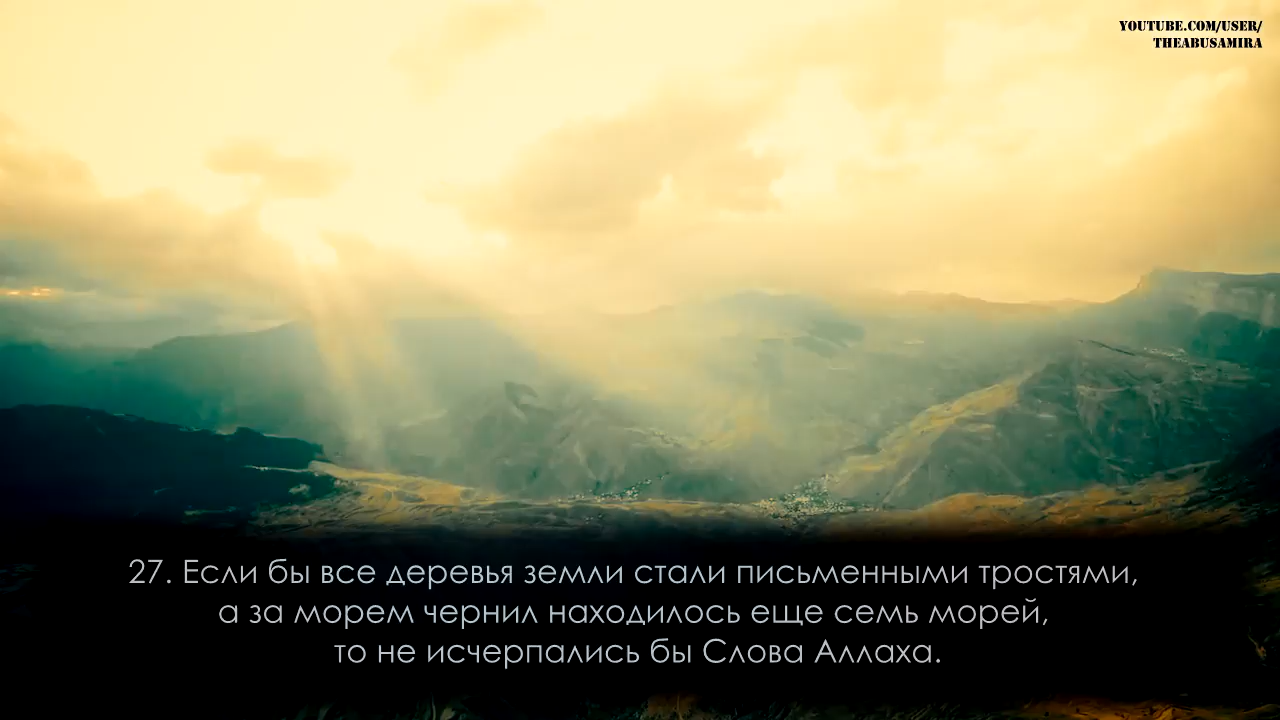 YOUTUBE.COM/USER/
THEABUSAMIRA
27. Если бы все деревья земли стали письменными тростями,
а за морем чернил находилось еще семь морей,
то не исчерпались бы Слова Аллаха.